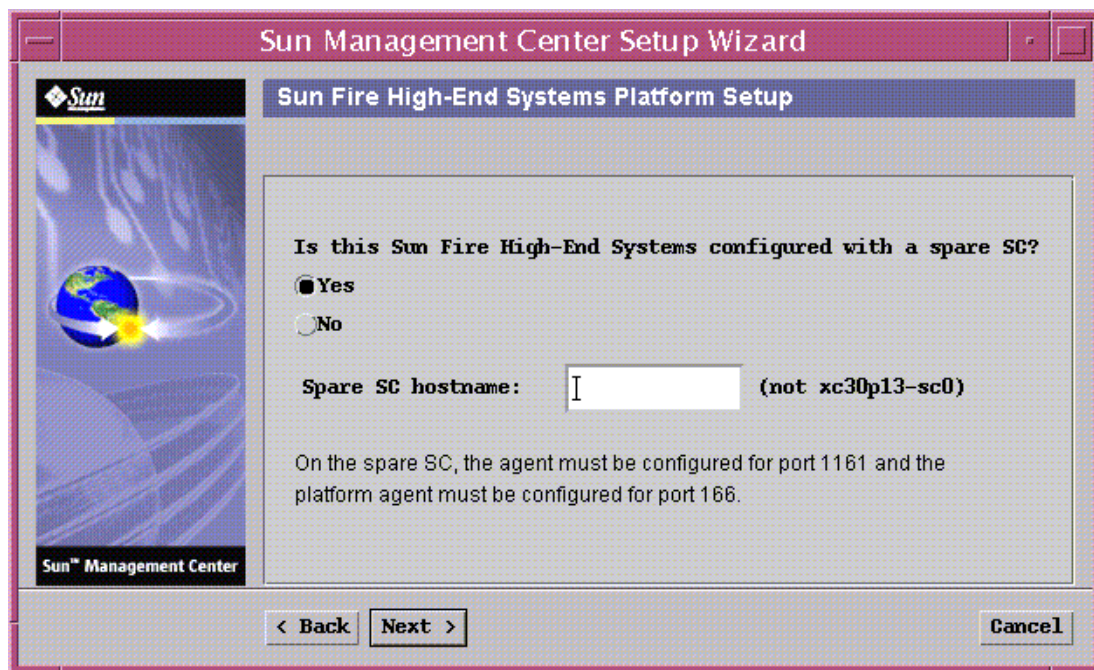 Sun Management Center Setup Wizard
Sun
Sun Fire High-End Systems Platform Setup
Is this Sun Fire High-End Systems configured with a spare SC?
Yes
No
Spare SC hostname: (not xc30p13-sc0)
On the spare SC, the agent must be configured for port 1161 and the
platform agent must be configured for port 166.
Sun™ Management Center
< Back Next > Cancel